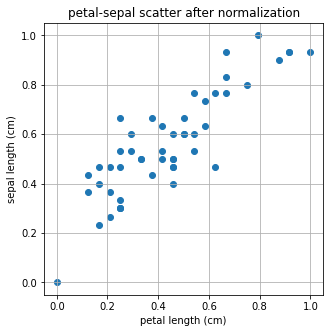 petal-sepal scatter after normalization
1.0
0.8
0.6
0.4
0.2
0.0
sepal length (cm)
0.0 0.2 0.4 0.6 0.8 1.0
petal length (cm)